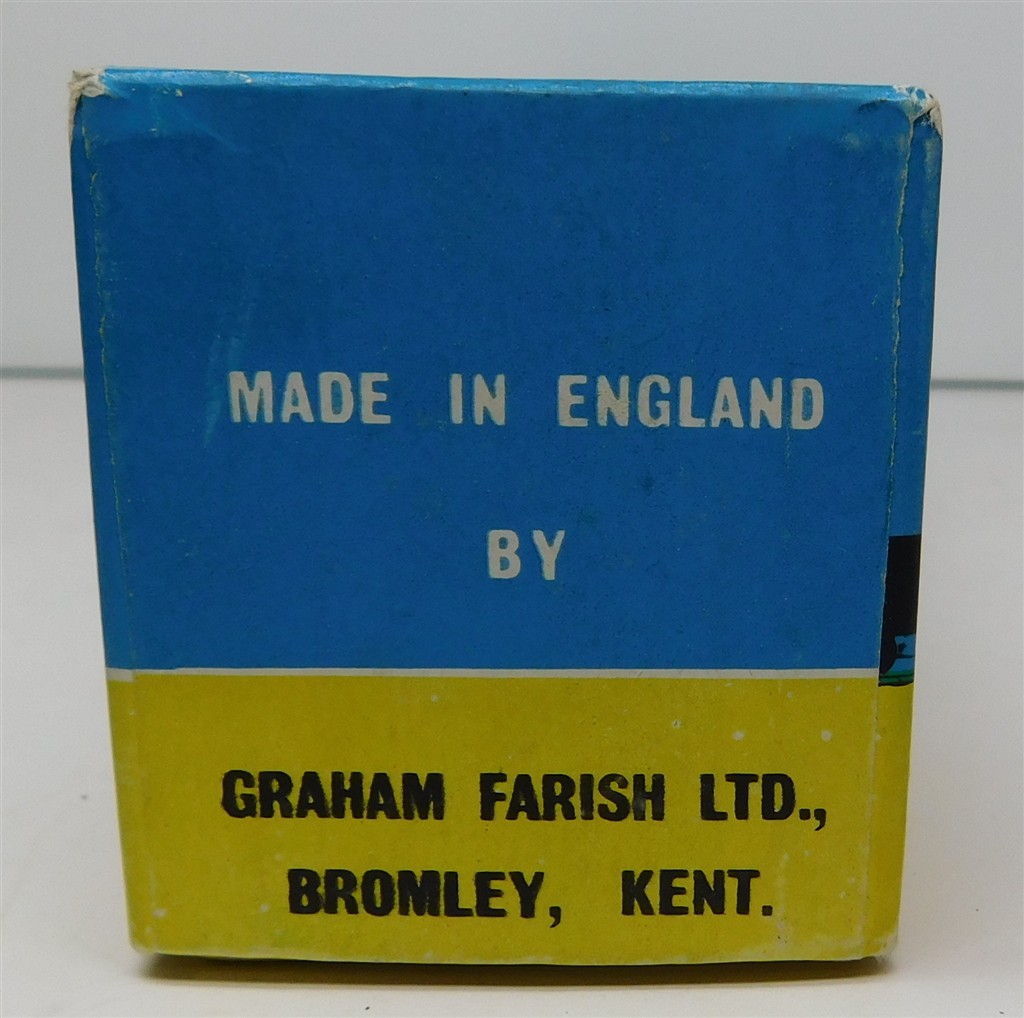 MADE IN ENGLAND
BY
GRAHAM FARISH LTD.,
BROMLEY, KENT.